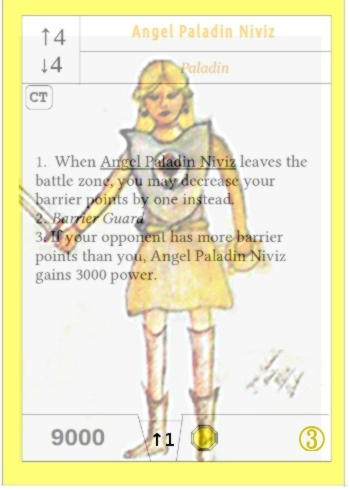 ↑4
Angel Paladin Niviz
↓4
Paladin
CT
1. When Angel Paladin Niviz leaves the
battle zone, you may decrease your
barrier points by one instead.
2. Barrier Guard
3. If your opponent has more barrier
points than you, Angel Paladin Niviz
gains 3000 power.
9000
↑1
③